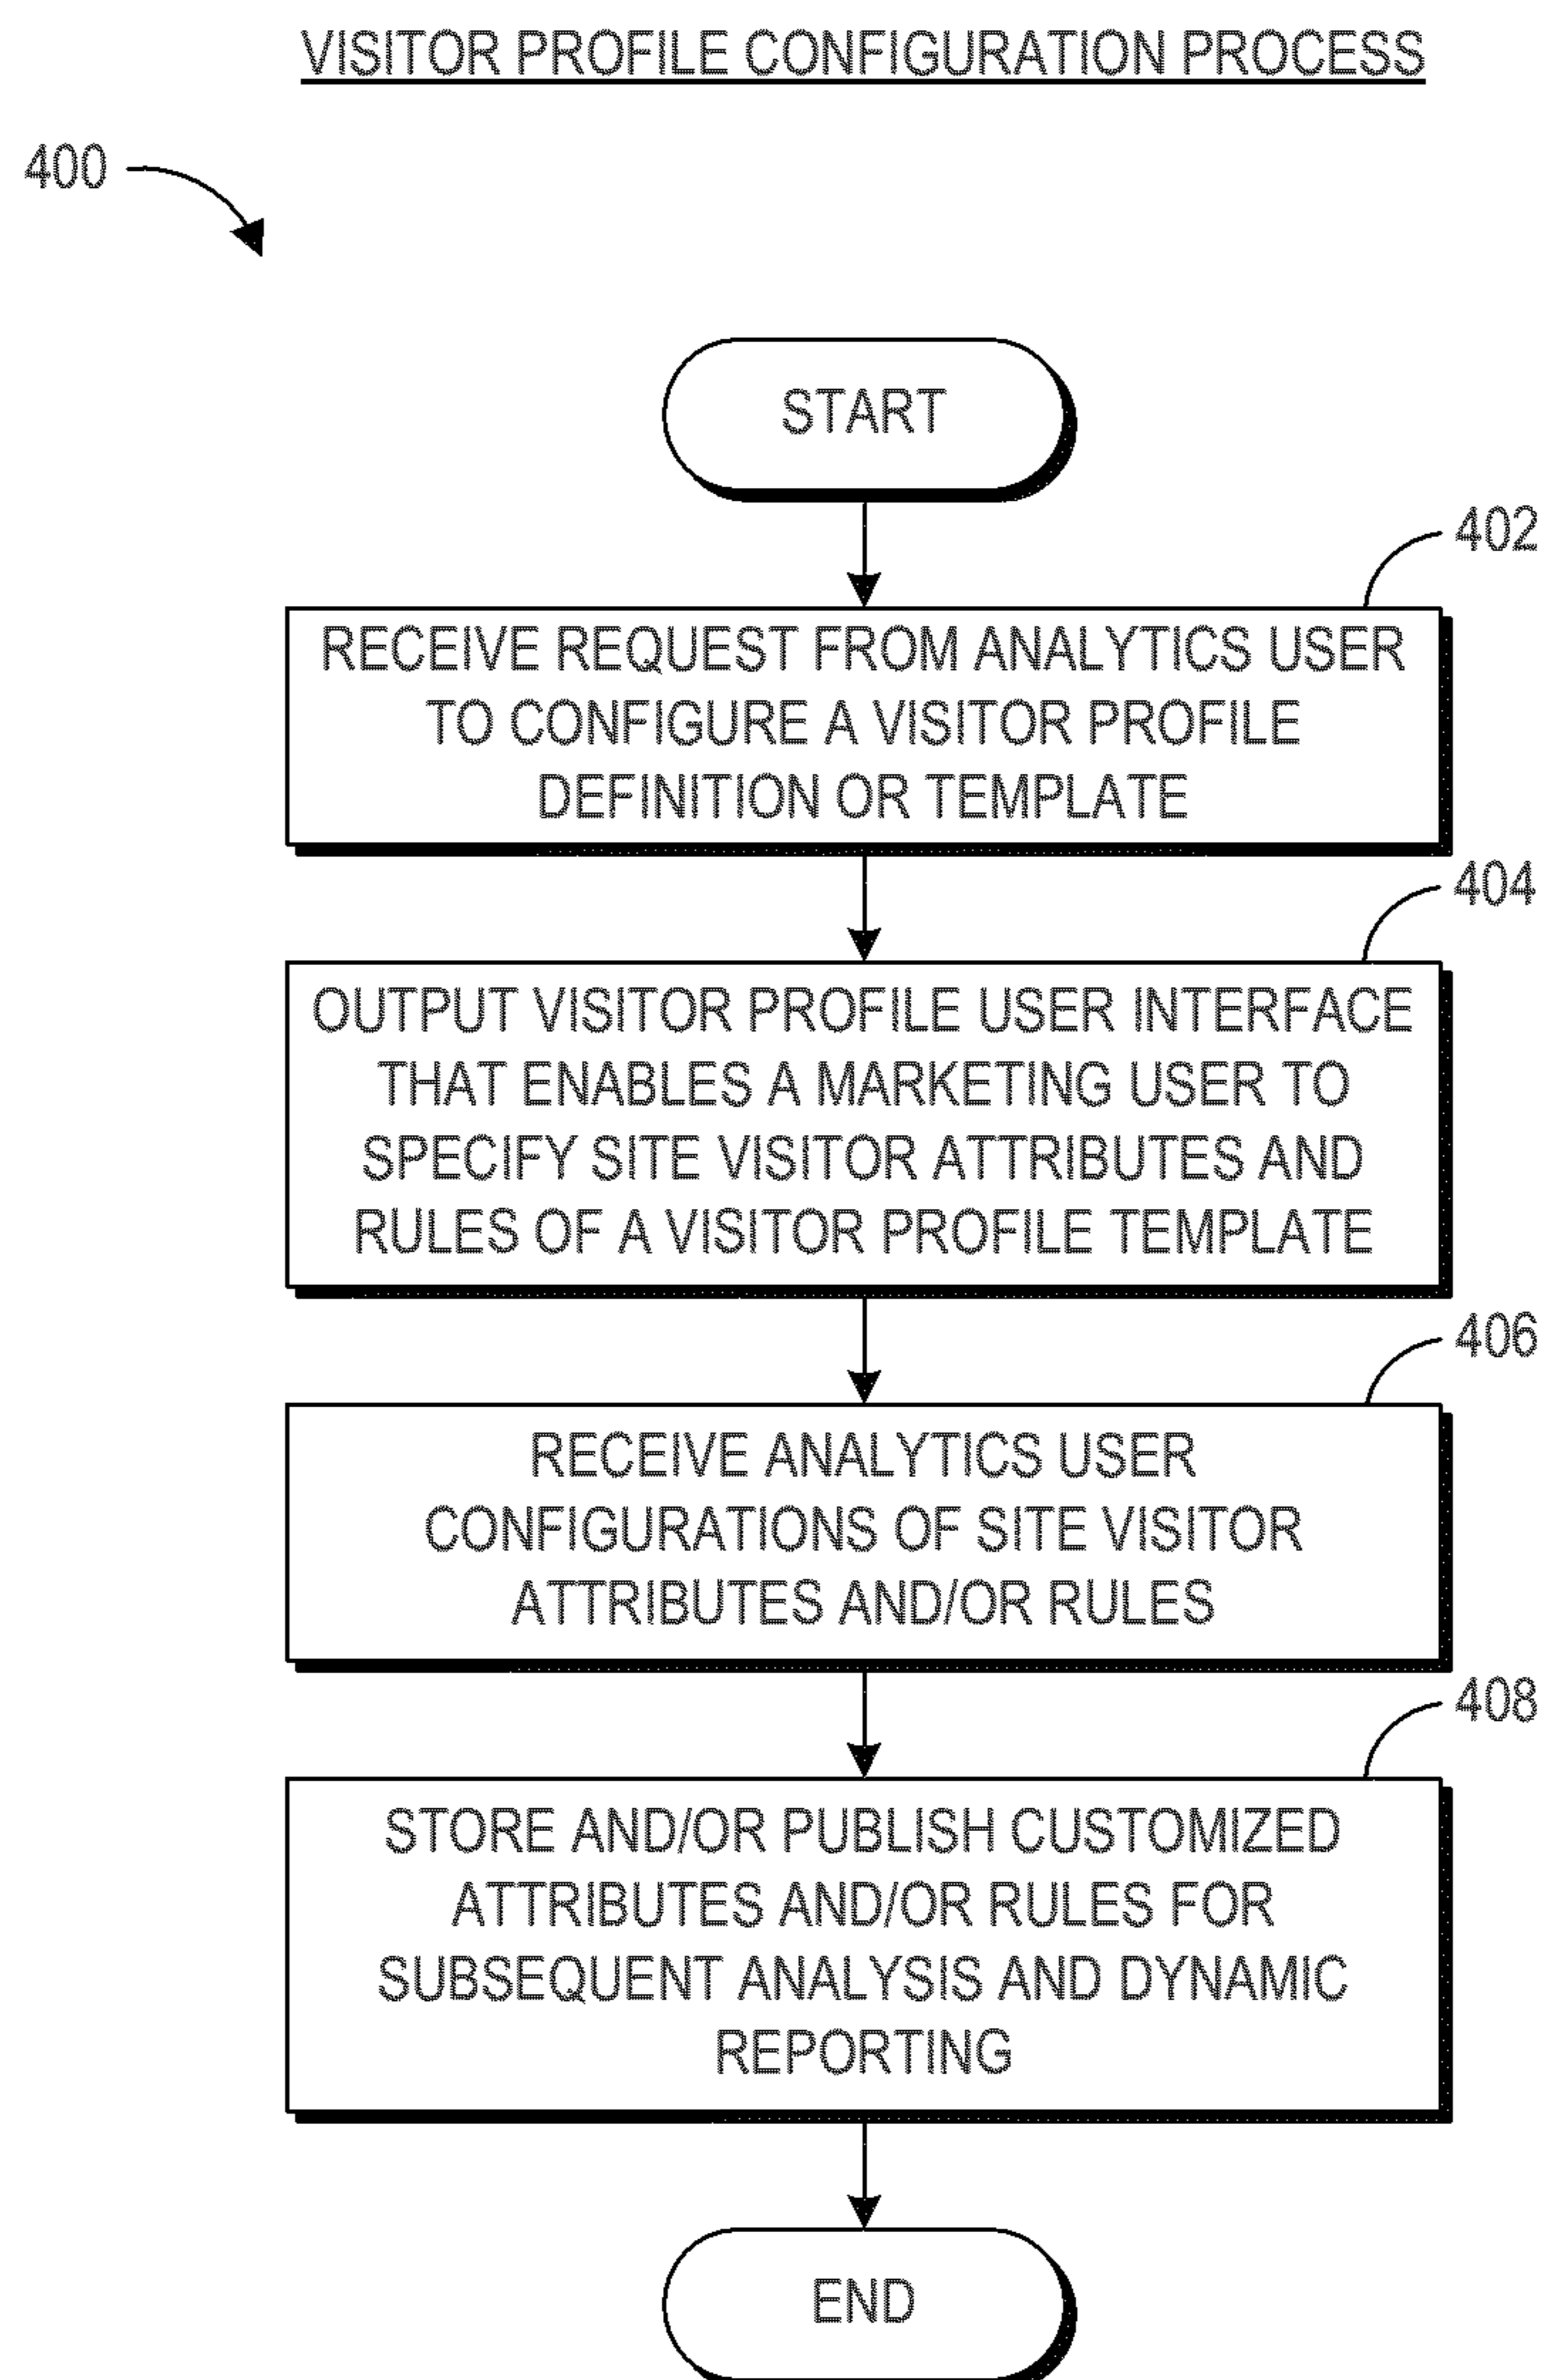 VISITOR PROFILE CONFIGURATION PROCESS
400
START
402
RECEIVE REQUEST FROM ANALYTICS USER
TO CONFIGURE A VISITOR PROFILE
DEFINITION OR TEMPLATE
404
OUTPUT VISITOR PROFILE USER INTERFACE
THAT ENABLES A MARKETING USER TO
SPECIFY SITE VISITOR ATTRIBUTES AND
RULES OF A VISITOR PROFILE TEMPLATE
406
RECEIVE ANALYTICS USER
CONFIGURATIONS OF SITE VISITOR
ATTRIBUTES AND/OR RULES
408
STORE AND/OR PUBLISH CUSTOMIZED
ATTRIBUTES AND/OR RULES FOR
SUBSEQUENT ANALYSIS AND DYNAMIC
REPORTING
END